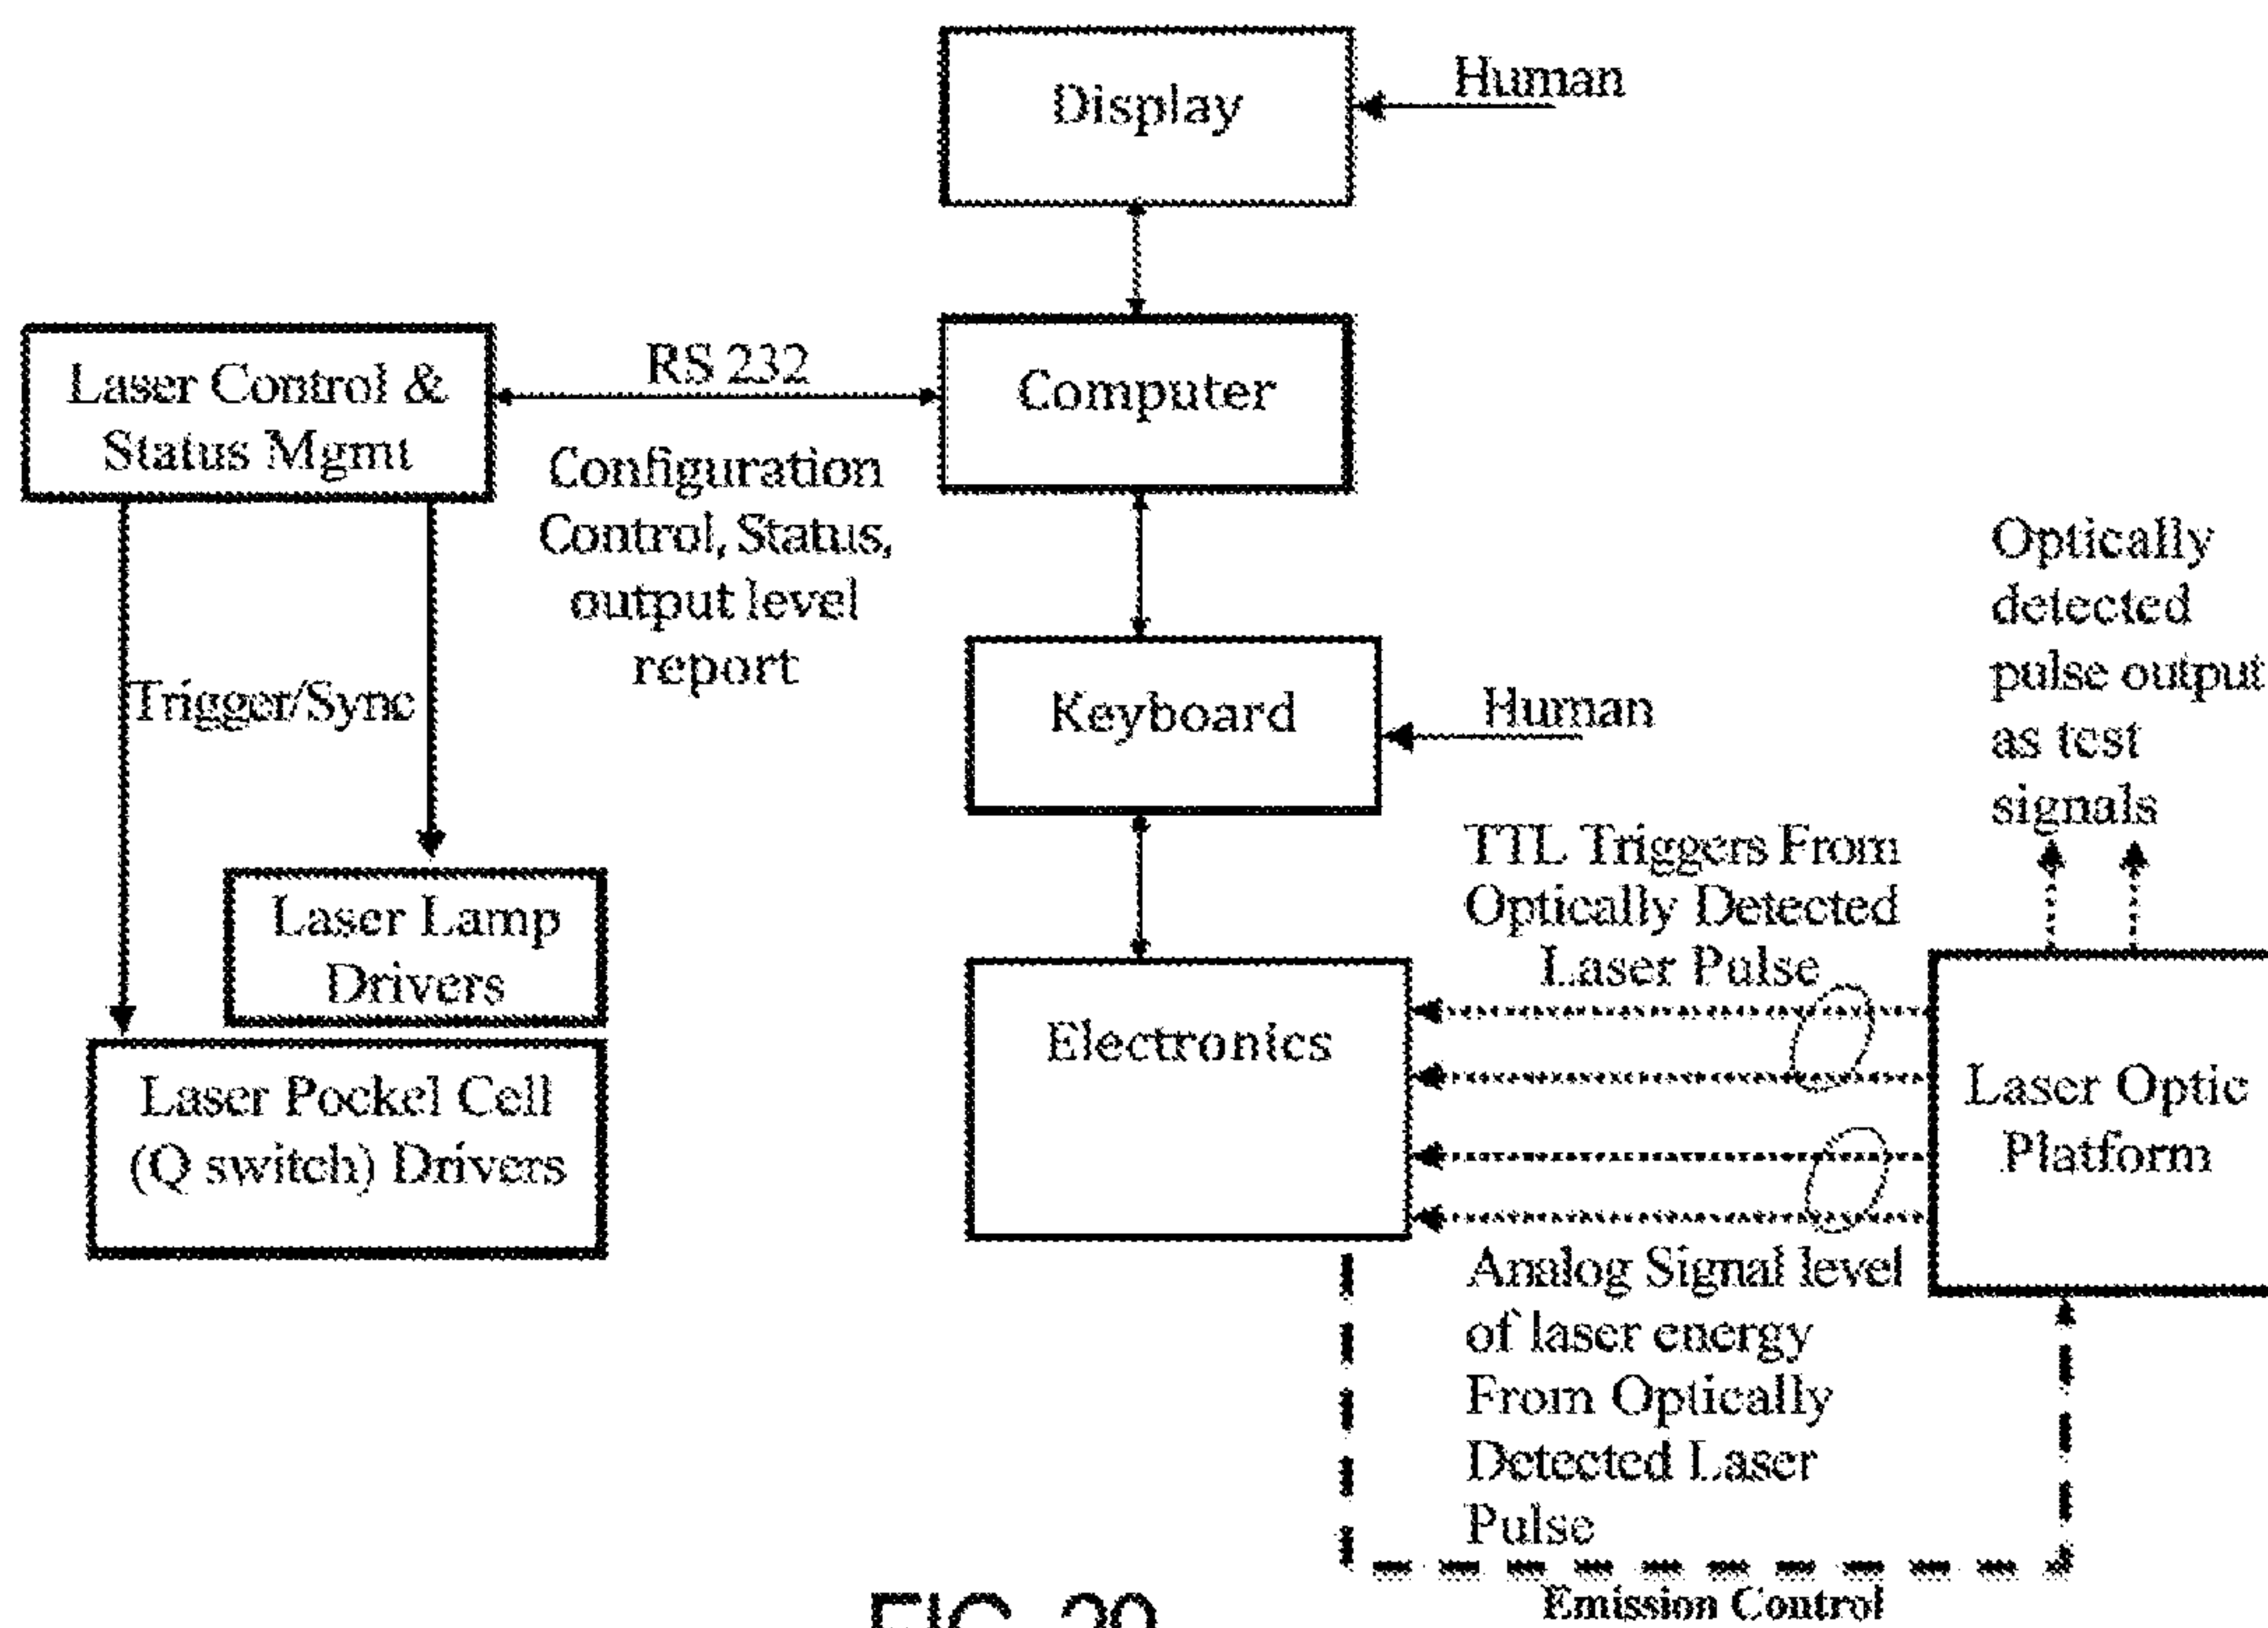 Display
Human
Laser Control &
Status Mgmt
RS 232
Configuration
Control, Status,
output level
report
Computer
Trigger/Sync
Keyboard
Human
Optically
detected
pulse output
as test
signals
Laser Lamp
Drivers
Laser Pockel Cell
(Q switch) Drivers
Electronics
TTL Triggers From
Optically Detected
Laser Pulse
Laser Optic
Platform
Analog Signal level
of laser energy
From Optically
Detected Laser
Pulse
Emission Control
FIG.